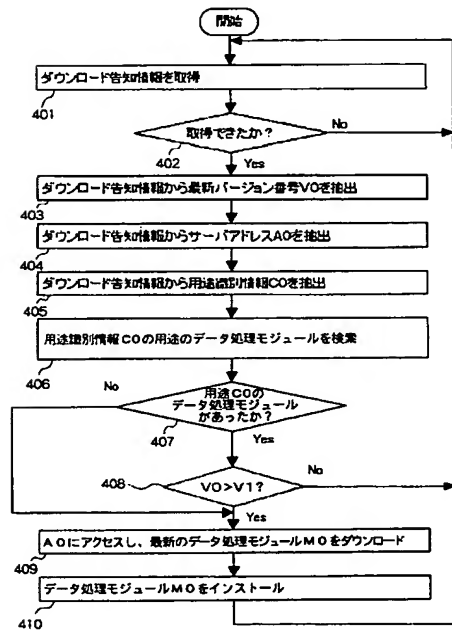 開始
ダウンロード告知情報を取得
401
取得できたか?
No
402
Yes
ダウンロード告知情報から最新バージョン番号V0を抽出
403
ダウンロード告知情報からサーバアドレスA0を抽出
404
ダウンロード告知情報から用途識別情報C0を抽出
405
用途識別情報C0の用途のデータ処理モジュールを検索
406
No
用途C0の
データ処理モジュール
があったか?
407
Yes
408
V0>V1?
No
Yes
A0にアクセスし、最新のデータ処理モジュールM0をダウンロード
409
データ処理モジュールM0をインストール
410